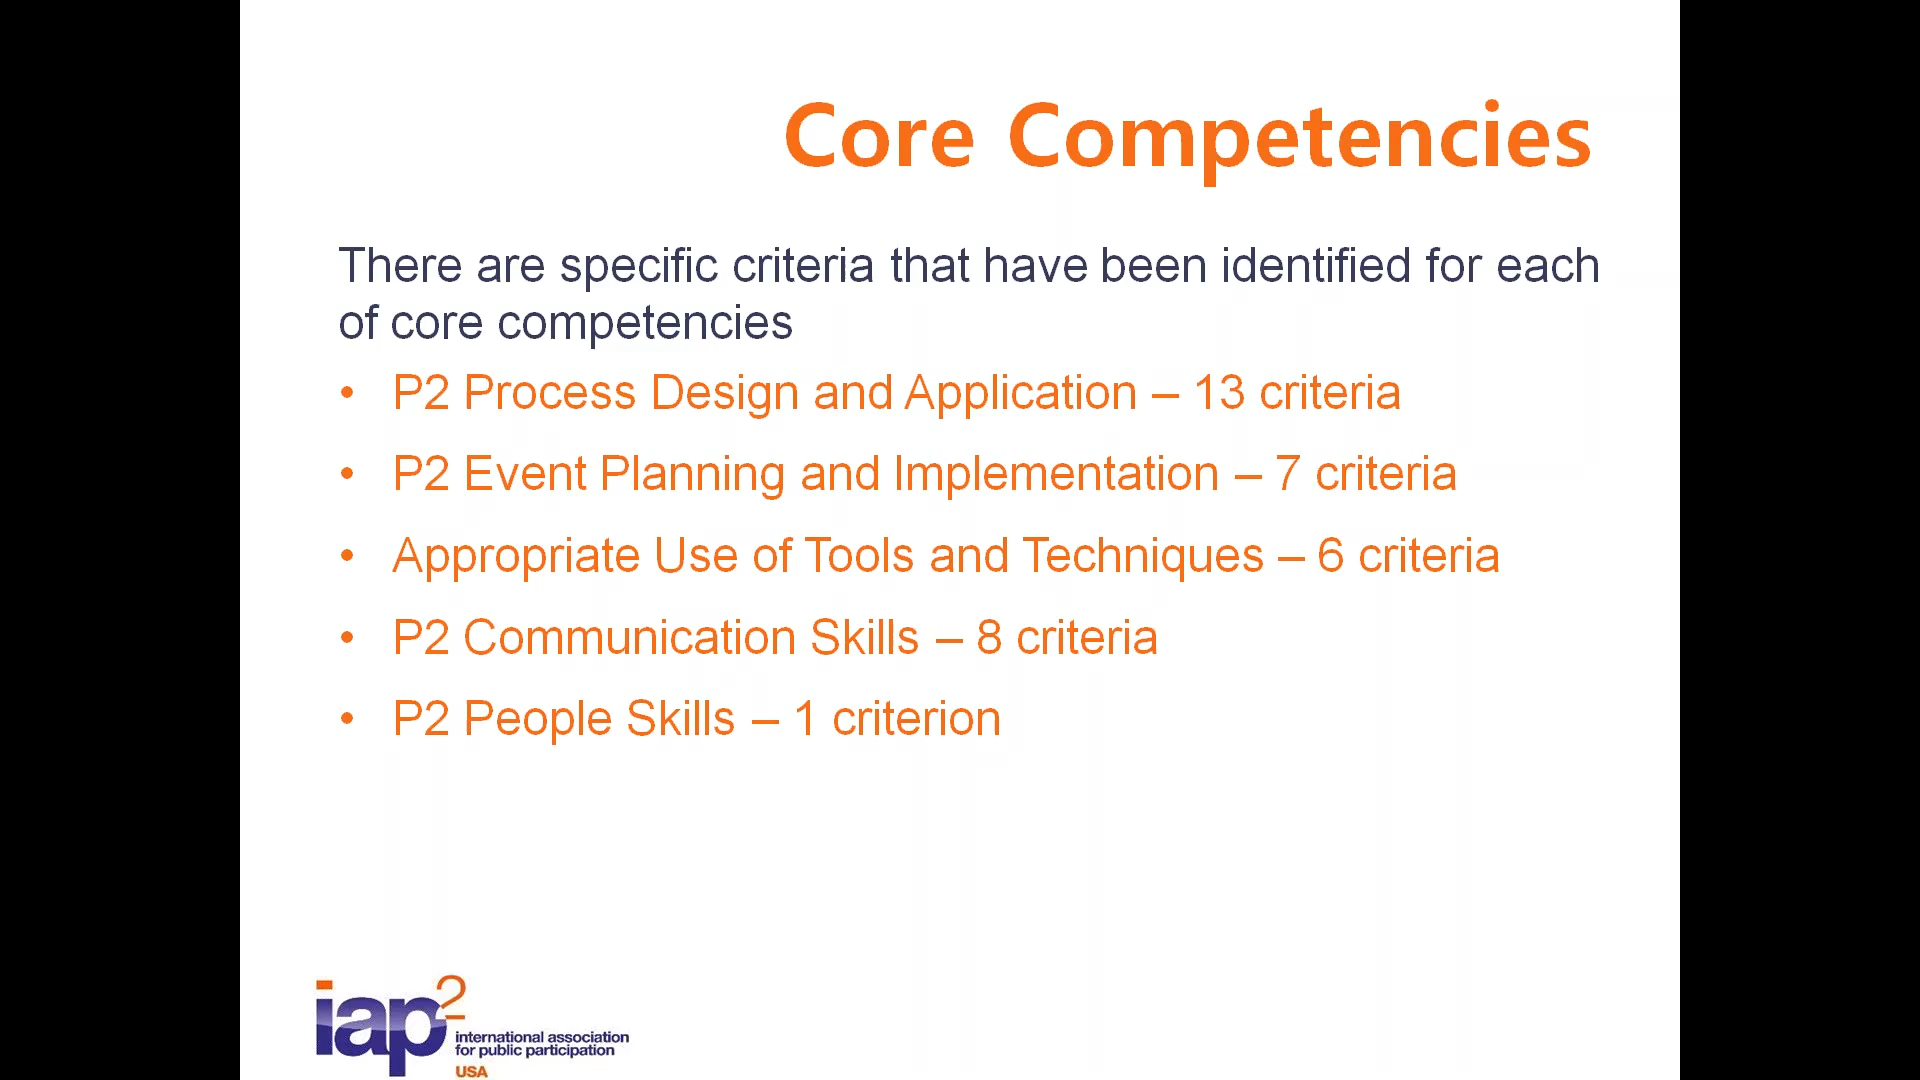 Core Competencies
There are specific criteria that have been identified for each
of core competencies
• P2 Process Design and Application – 13 criteria
• P2 Event Planning and Implementation – 7 criteria
• Appropriate Use of Tools and Techniques – 6 criteria
• P2 Communication Skills – 8 criteria
• P2 People Skills – 1 criterion
iap2
international association
for public participation
USA